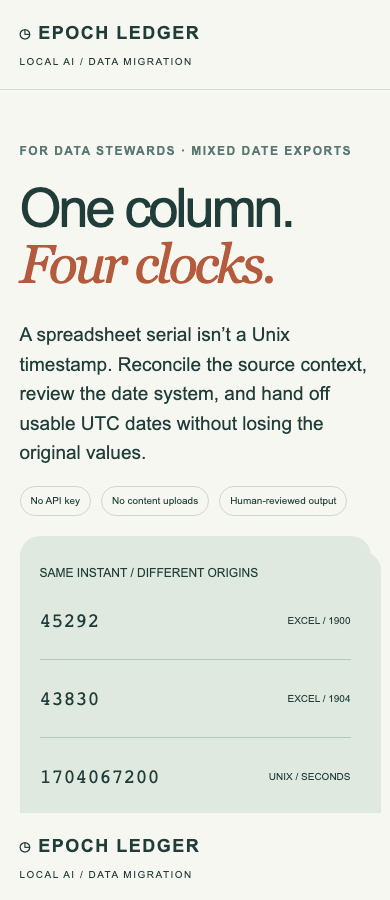 ◷ EPOCH LEDGER
LOCAL AI / DATA MIGRATION
FOR DATA STEWARDS · MIXED DATE EXPORTS
One column.
Four clocks.
A spreadsheet serial isn’t a Unix
timestamp. Reconcile the source context,
review the date system, and hand off
usable UTC dates without losing the
original values.
No API key No content uploads Human-reviewed output
SAME INSTANT / DIFFERENT ORIGINS
45292 EXCEL / 1900
43830 EXCEL / 1904
1704067200 UNIX / SECONDS
◷ EPOCH LEDGER
LOCAL AI / DATA MIGRATION